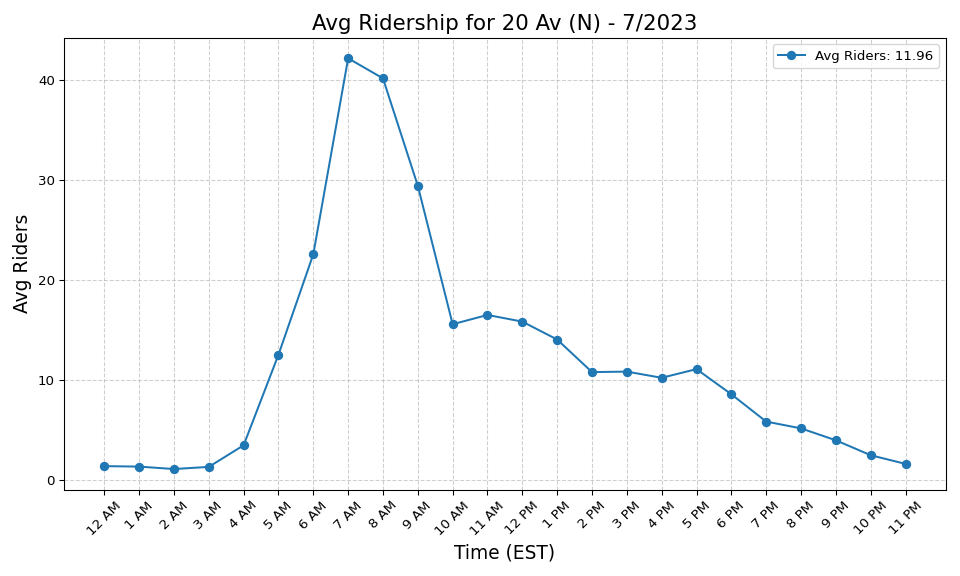 Avg Ridership for 20 Av (N) - 7/2023
Avg Riders: 11.96
Avg Riders
40
30
20
10
0
12 AM
1 AM
2 AM
3 AM
4 AM
5 AM
6 AM
7 AM
8 AM
9 AM
10 AM
11 AM
12 PM
1 PM
2 PM
3 PM
4 PM
5 PM
6 PM
7 PM
8 PM
9 PM
10 PM
11 PM
Time (EST)